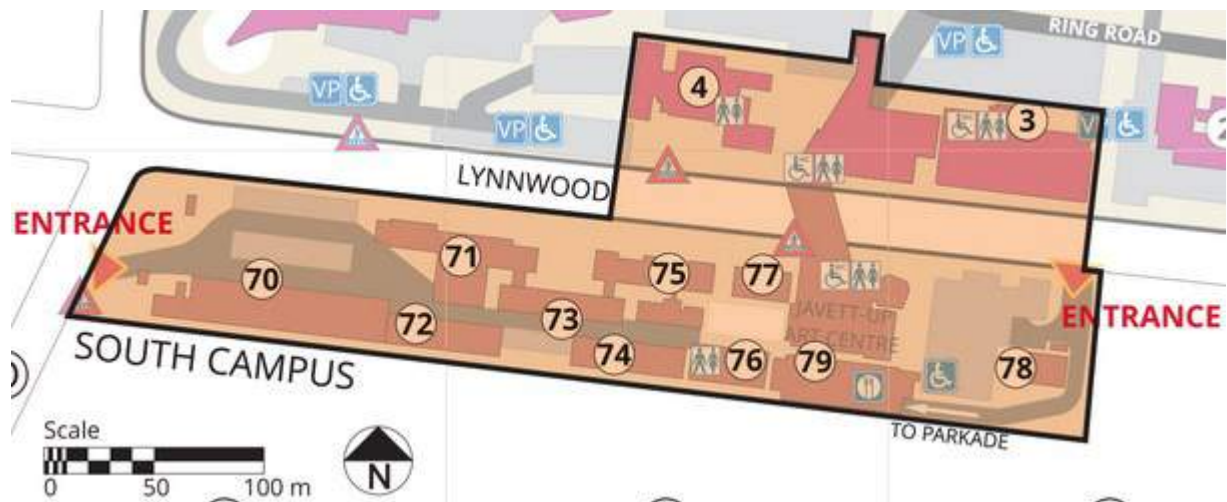 RING ROAD
VP
VP
VP
4
3
LYNNWOOD
ENTRANCE
71
75
77
70
JAVETT-UP
ART CENTRE
ENTRANCE
72
73
74
76
79
78
SOUTH CAMPUS
TO PARKADE
Scale
0 50 100 m
N